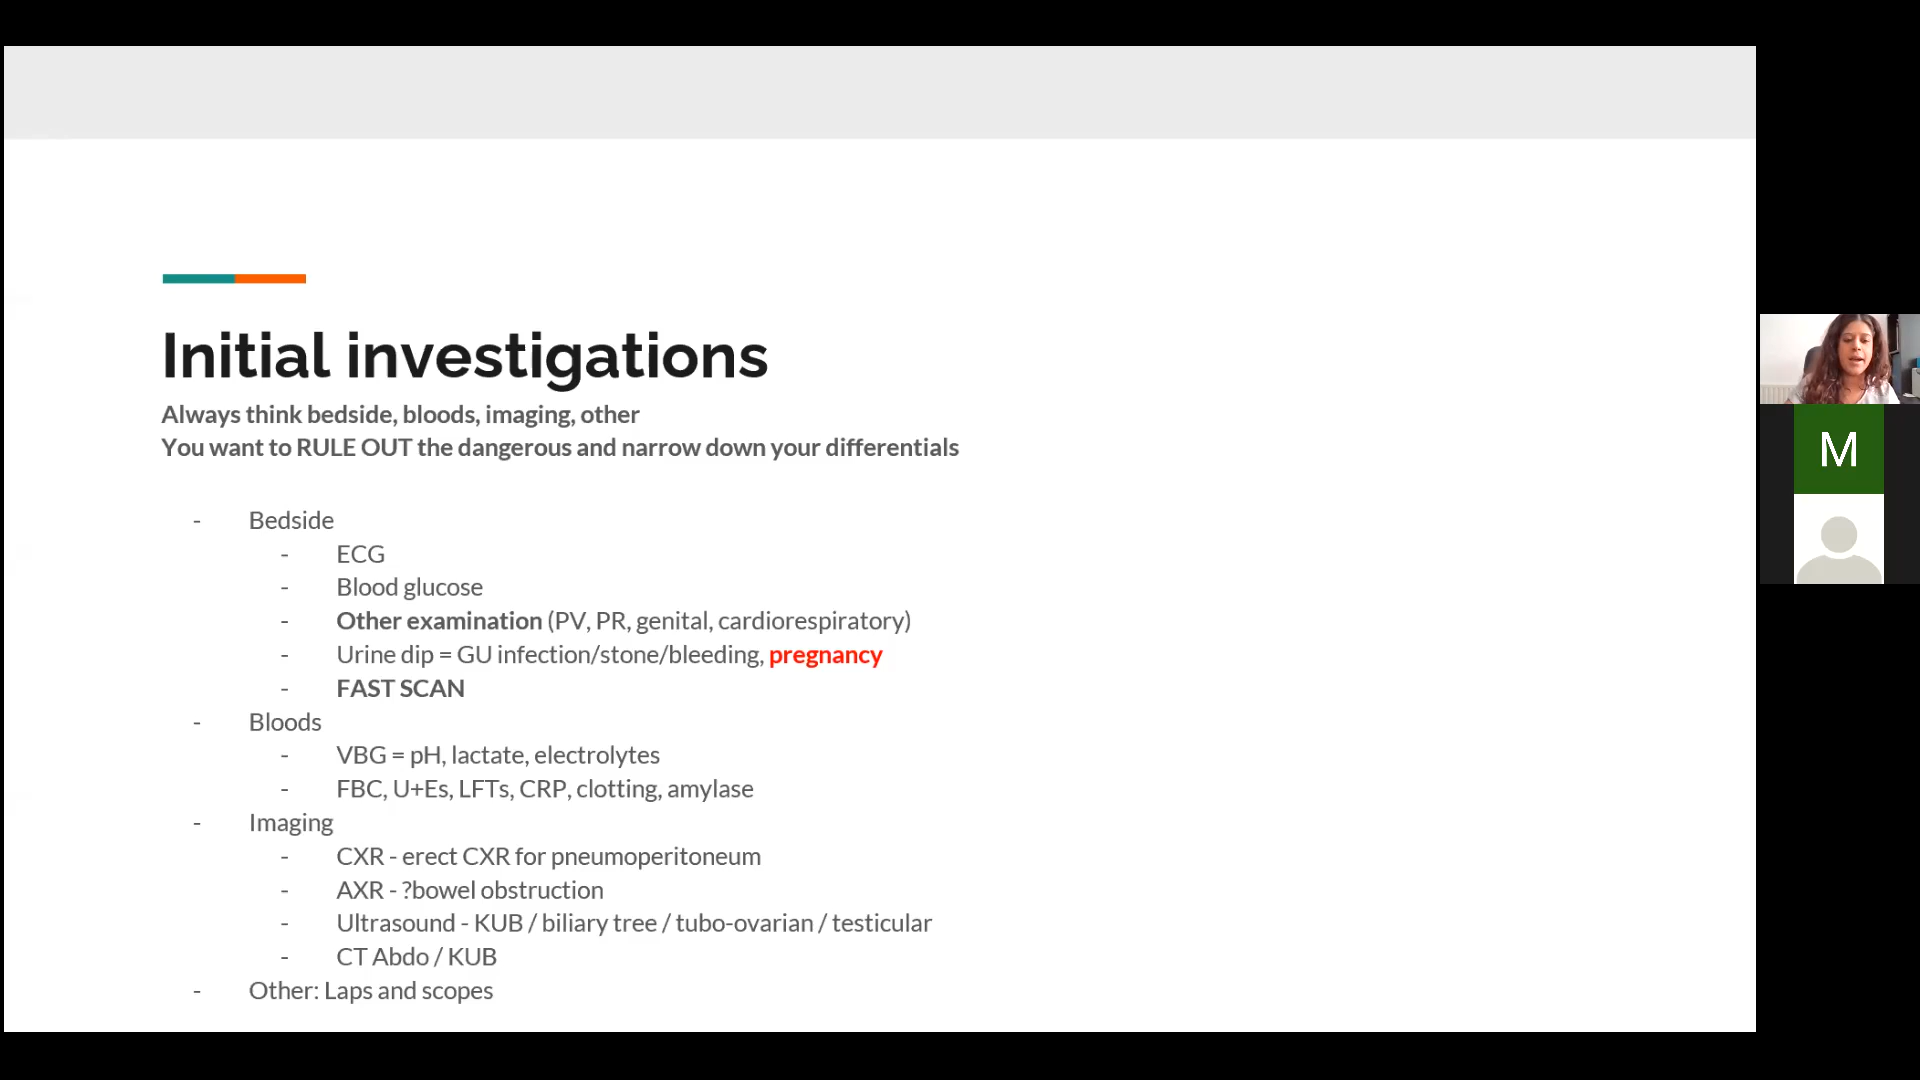 Initial investigations
Always think bedside, bloods, imaging, other
You want to RULE OUT the dangerous and narrow down your differentials
- Bedside
- ECG
- Blood glucose
- Other examination (PV, PR, genital, cardiorespiratory)
- Urine dip = GU infection/stone/bleeding, pregnancy
- FAST SCAN
- Bloods
- VBG = pH, lactate, electrolytes
- FBC, U+Es, LFTs, CRP, clotting, amylase
- Imaging
- CXR - erect CXR for pneumoperitoneum
- AXR - ?bowel obstruction
- Ultrasound - KUB / biliary tree / tubo-ovarian / testicular
- CT Abdo / KUB
- Other: Laps and scopes
M